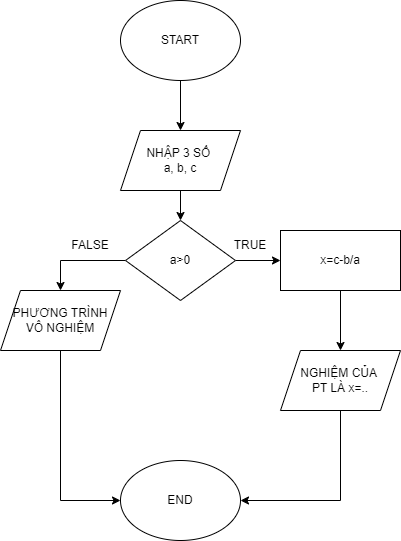 START
NHẬP 3 SỐ
a, b, c
FALSE
TRUE
a>0
x=c-b/a
PHƯƠNG TRÌNH
VÔ NGHIỆM
NGHIỆM CỦA
PT LÀ x=..
END